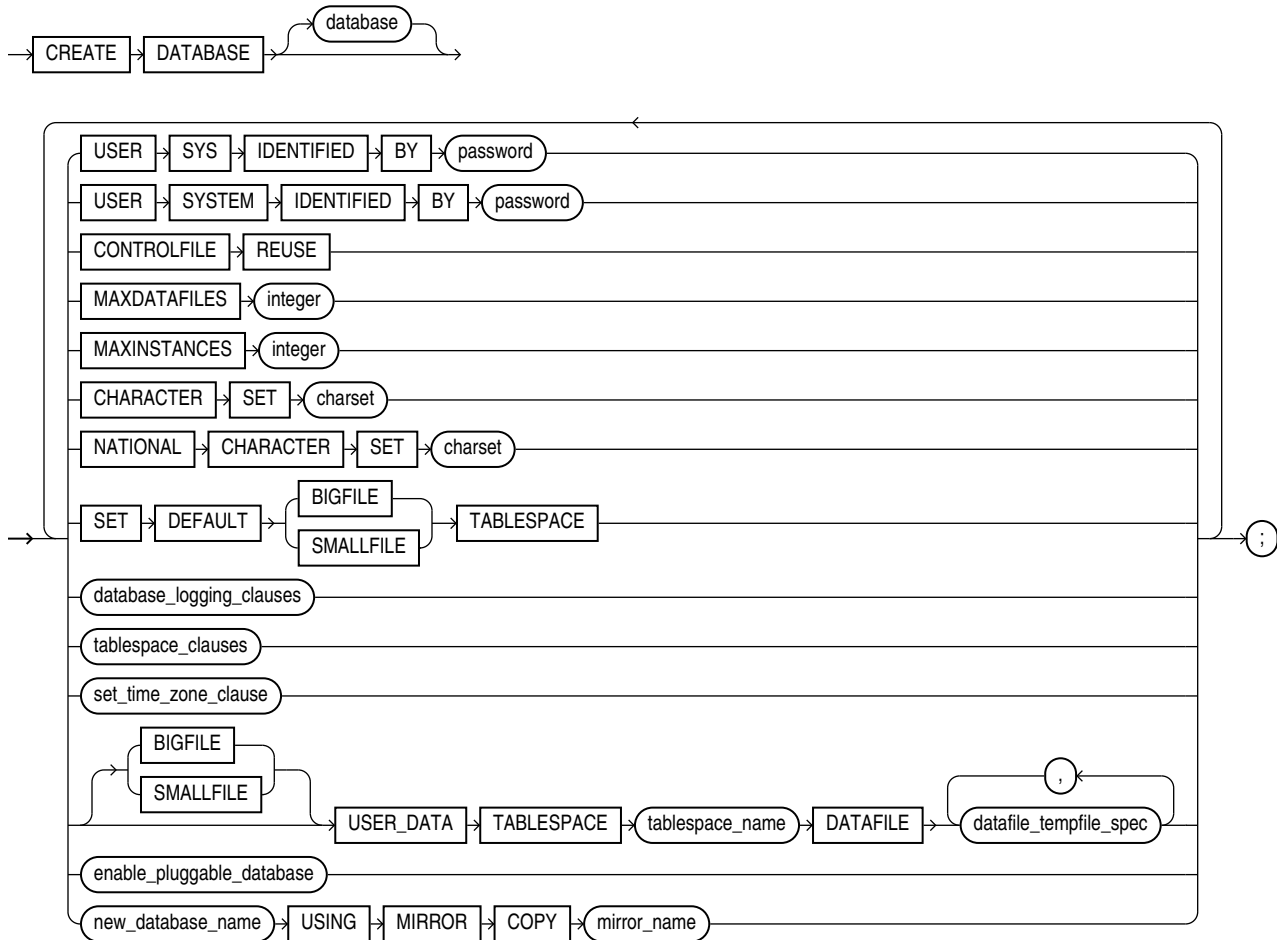 database
CREATE DATABASE
USER SYS IDENTIFIED BY password
USER SYSTEM IDENTIFIED BY password
CONTROLFILE REUSE
MAXDATAFILES integer
MAXINSTANCES integer
CHARACTER SET charset
NATIONAL CHARACTER SET charset
BIGFILE
SET DEFAULT TABLESPACE
SMALLFILE
;
database_logging_clauses
tablespace_clauses
set_time_zone_clause
BIGFILE
SMALLFILE
,
USER_DATA TABLESPACE tablespace_name DATAFILE datafile_tempfile_spec
enable_pluggable_database
new_database_name USING MIRROR COPY mirror_name